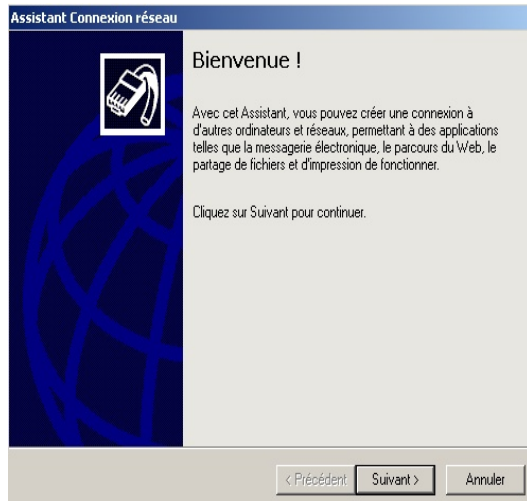 Assistant Connexion réseau
Bienvenue !
Avec cet Assistant, vous pouvez créer une connexion à
d'autres ordinateurs et réseaux, permettant à des applications
telles que la messagerie électronique, le parcours du Web, le
partage de fichiers et d'impression de fonctionner.
Cliquez sur Suivant pour continuer.
< Précédent Suivant > Annuler